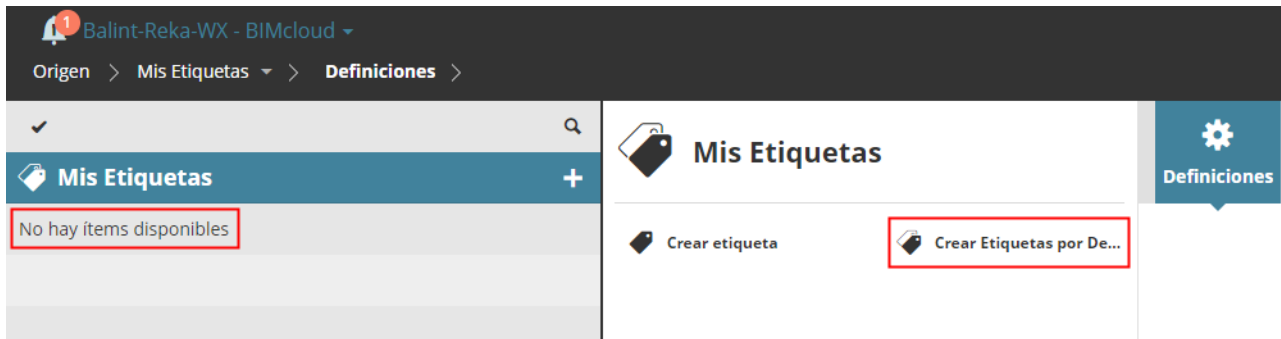 1
Balint-Reka-WX - BIMcloud
Origen > Mis Etiquetas > Definiciones >
Mis Etiquetas +
No hay ítems disponibles
Mis Etiquetas
Crear etiqueta
Crear Etiquetas por De...
Definiciones